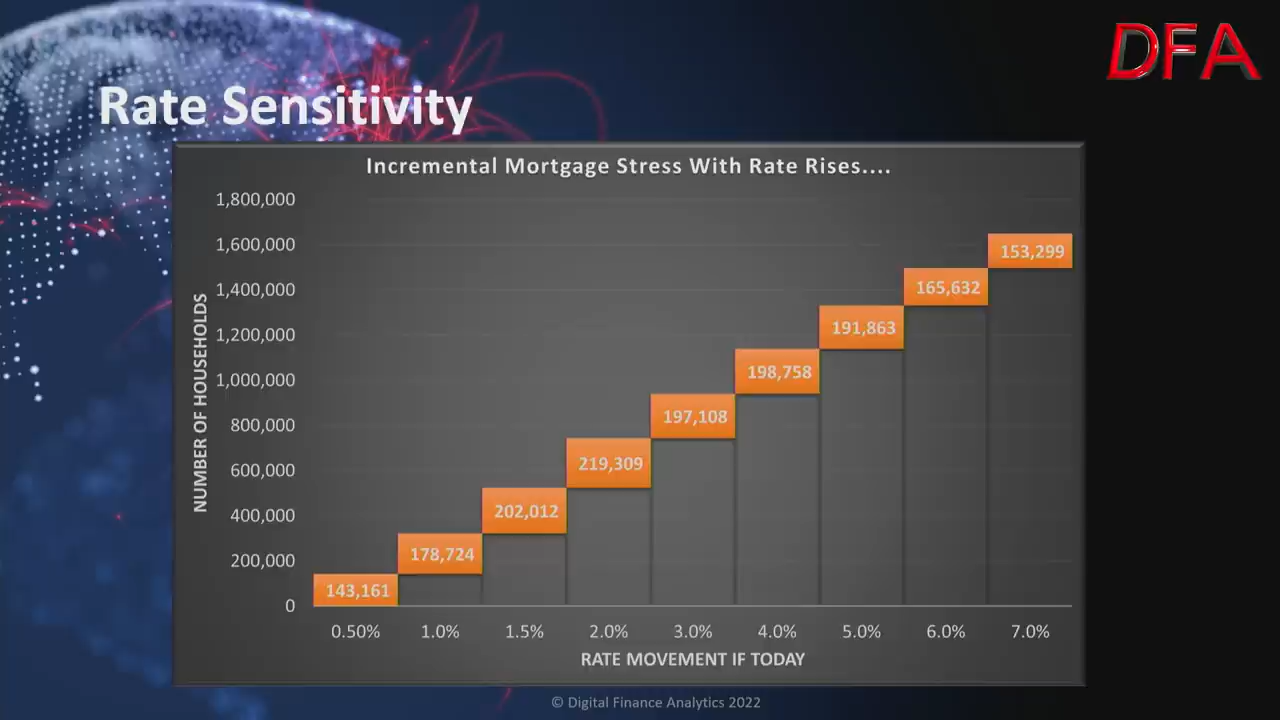 DFA
Rate Sensitivity
Incremental Mortgage Stress With Rate Rises....
NUMBER OF HOUSEHOLDS
1,800,000
1,600,000
1,400,000
1,200,000
1,000,000
800,000
600,000
400,000
200,000
0
143,161
178,724
202,012
219,309
197,108
198,758
191,863
165,632
153,299
0.50% 1.0% 1.5% 2.0% 3.0% 4.0% 5.0% 6.0% 7.0%
RATE MOVEMENT IF TODAY
© Digital Finance Analytics 2022